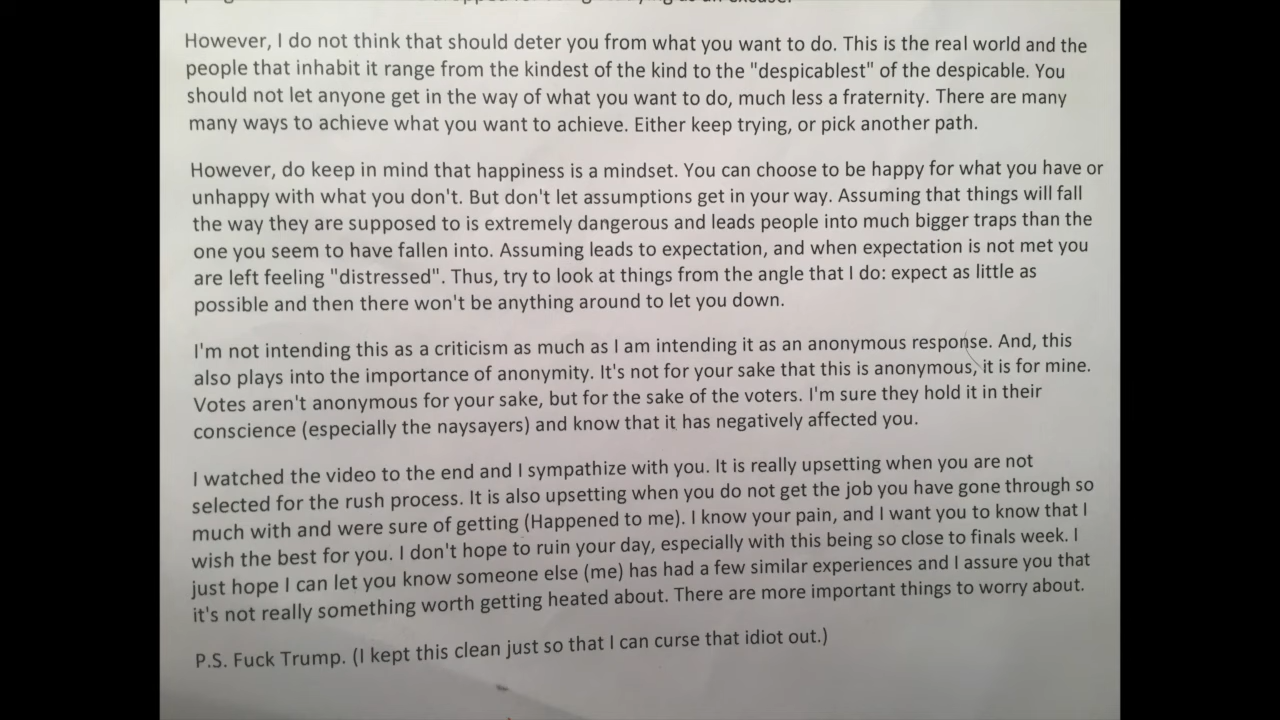 However, I do not think that should deter you from what you want to do. This is the real world and the
people that inhabit it range from the kindest of the kind to the "despicablest" of the despicable. You
should not let anyone get in the way of what you want to do, much less a fraternity. There are many
many ways to achieve what you want to achieve. Either keep trying, or pick another path.
However, do keep in mind that happiness is a mindset. You can choose to be happy for what you have or
unhappy with what you don't. But don't let assumptions get in your way. Assuming that things will fall
the way they are supposed to is extremely dangerous and leads people into much bigger traps than the
one you seem to have fallen into. Assuming leads to expectation, and when expectation is not met you
are left feeling "distressed". Thus, try to look at things from the angle that I do: expect as little as
possible and then there won't be anything around to let you down.
I'm not intending this as a criticism as much as I am intending it as an anonymous response. And, this
also plays into the importance of anonymity. It's not for your sake that this is anonymous, it is for mine.
Votes aren't anonymous for your sake, but for the sake of the voters. I'm sure they hold it in their
conscience (especially the naysayers) and know that it has negatively affected you.
I watched the video to the end and I sympathize with you. It is really upsetting when you are not
selected for the rush process. It is also upsetting when you do not get the job you have gone through so
much with and were sure of getting (Happened to me). I know your pain, and I want you to know that I
wish the best for you. I don't hope to ruin your day, especially with this being so close to finals week. I
just hope I can let you know someone else (me) has had a few similar experiences and I assure you that
it's not really something worth getting heated about. There are more important things to worry about.
P.S. Fuck Trump. (I kept this clean just so that I can curse that idiot out.)